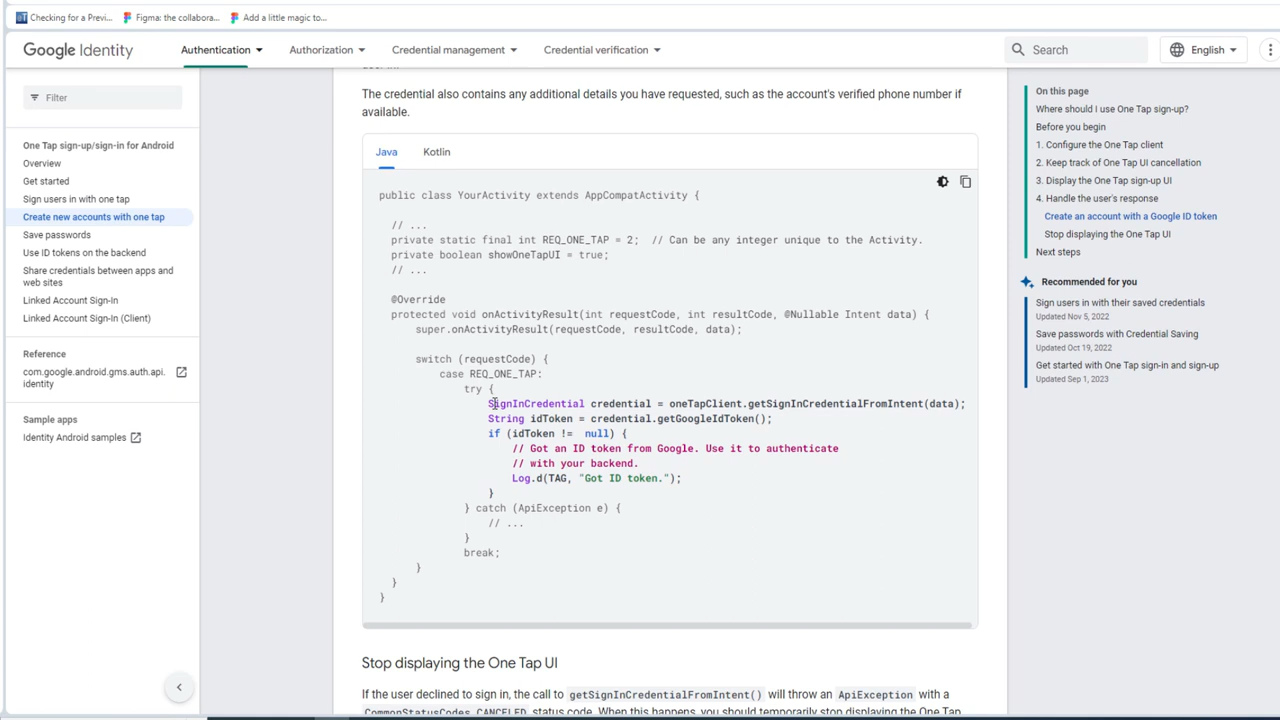 Checking for a Previ...
Figma: the collabora...
Add a little magic to...
Google Identity
Authentication
Authorization
Credential management
Credential verification
Search
English
Filter
One Tap sign-up/sign-in for Android
Overview
Get started
Sign users in with one tap
Create new accounts with one tap
Save passwords
Use ID tokens on the backend
Share credentials between apps and
web sites
Linked Account Sign-In
Linked Account Sign-In (Client)
Reference
com.google.android.gms.auth.api.
identity
Sample apps
Identity Android samples
The credential also contains any additional details you have requested, such as the account's verified phone number if
available.
Java
Kotlin
public class YourActivity extends AppCompatActivity {
// ...
private static final int REQ_ONE_TAP = 2;  // Can be any integer unique to the Activity.
private boolean showOneTapUI = true;
// ...
@Override
protected void onActivityResult(int requestCode, int resultCode, @Nullable Intent data) {
super.onActivityResult(requestCode, resultCode, data);
switch (requestCode) {
case REQ_ONE_TAP:
try {
SignInCredential credential = oneTapClient.getSignInCredentialFromIntent(data);
String idToken = credential.getGoogleIdToken();
if (idToken !=  null) {
// Got an ID token from Google. Use it to authenticate
// with your backend.
Log.d(TAG, "Got ID token.");
}
} catch (ApiException e) {
// ...
}
break;
}
}
}
Stop displaying the One Tap UI
If the user declined to sign in, the call to getSignInCredentialFromIntent() will throw an ApiException with a
CommonStatusCodes.CANCELED status code. When this happens, you should temporarily stop displaying the One Tap
On this page
Where should I use One Tap sign-up?
Before you begin
1. Configure the One Tap client
2. Keep track of One Tap UI cancellation
3. Display the One Tap sign-up UI
4. Handle the user's response
Create an account with a Google ID token
Stop displaying the One Tap UI
Next steps
Recommended for you
Sign users in with their saved credentials
Updated Nov 5, 2022
Save passwords with Credential Saving
Updated Oct 19, 2022
Get started with One Tap sign-in and sign-up
Updated Sep 1, 2023